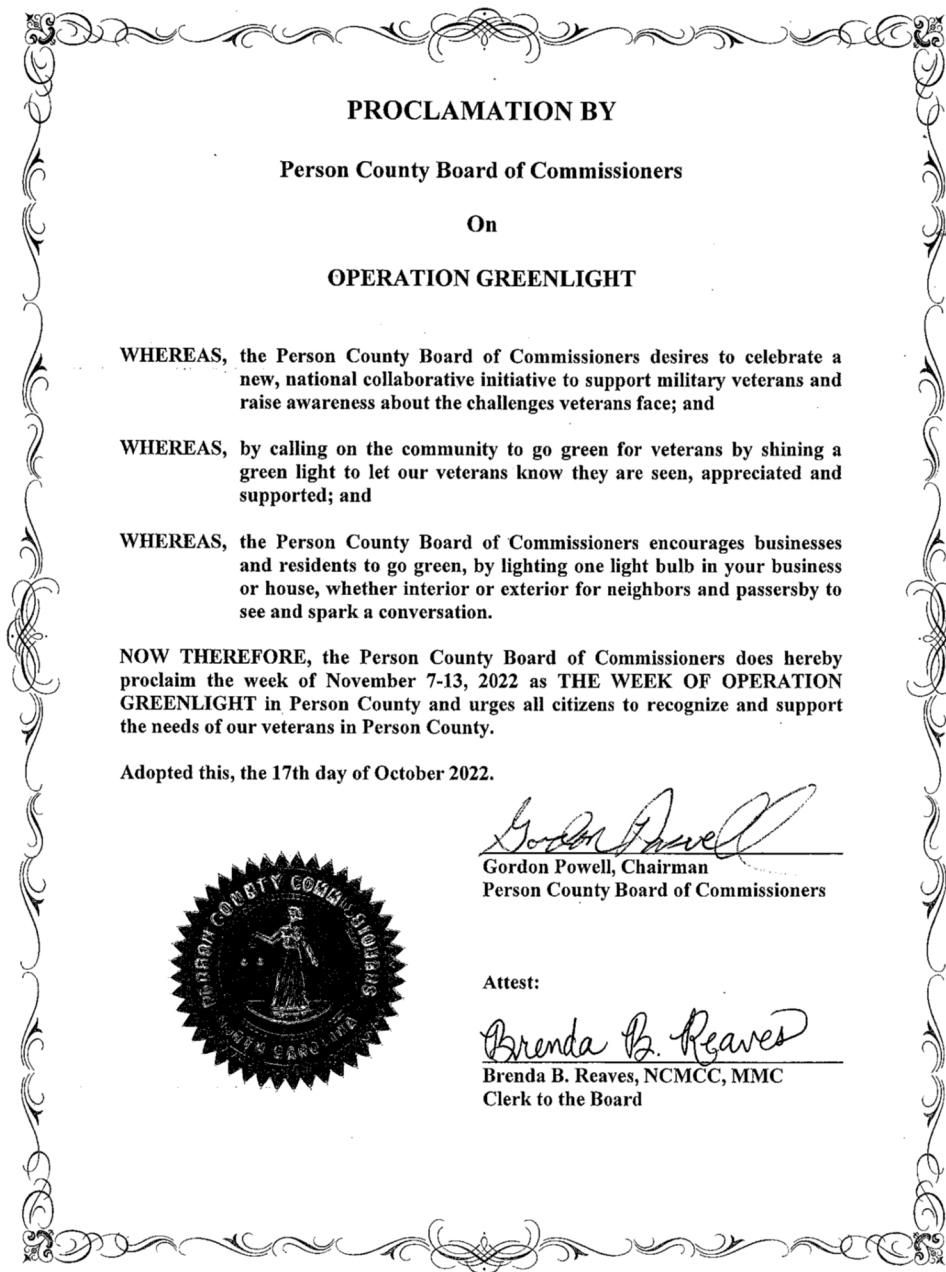 PROCLAMATION BY
Person County Board of Commissioners
On
OPERATION GREENLIGHT
WHEREAS, the Person County Board of Commissioners desires to celebrate a
new, national collaborative initiative to support military veterans and
raise awareness about the challenges veterans face; and
WHEREAS, by calling on the community to go green for veterans by shining a
green light to let our veterans know they are seen, appreciated and
supported; and
WHEREAS, the Person County Board of Commissioners encourages businesses
and residents to go green, by lighting one light bulb in your business
or house, whether interior or exterior for neighbors and passersby to
see and spark a conversation.
NOW THEREFORE, the Person County Board of Commissioners does hereby
proclaim the week of November 7-13, 2022 as THE WEEK OF OPERATION
GREENLIGHT in Person County and urges all citizens to recognize and support
the needs of our veterans in Person County.
Adopted this, the 17th day of October 2022.
Gordon Powell
Gordon Powell, Chairman
Person County Board of Commissioners
PERSON COUNTY COMMISSIONERS
NORTH CAROLINA
Attest:
Brenda B. Reaves
Brenda B. Reaves, NCMCC, MMC
Clerk to the Board